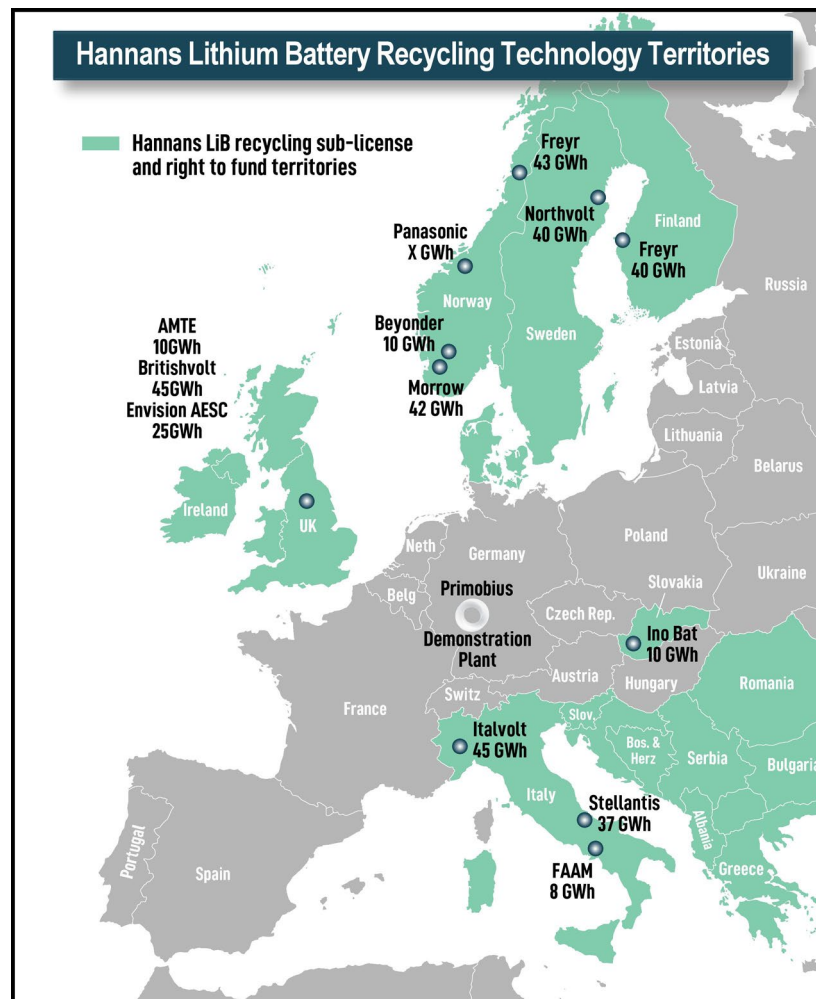 Hannans Lithium Battery Recycling Technology Territories
Hannans LiB recycling sub-license
and right to fund territories
Freyr
43 GWh
Northvolt
40 GWh
Finland
Freyr
40 GWh
Panasonic
X GWh
Norway
Russia
AMTE
10GWh
Britishvolt
45GWh
Envision AESC
25GWh
Beyonder
10 GWh
Sweden
Morrow
42 GWh
Estonia
Latvia
Lithuania
Belarus
Ireland
UK
Neth
Germany
Poland
Ukraine
Belg
Primobius
Demonstration
Plant
Slovakia
Czech Rep.
Ino Bat
10 GWh
Austria
Hungary
Romania
France
Switz
Slov.
Italvolt
45 GWh
Bos. &
Herz
Serbia
Bulgaria
Italy
Stellantis
37 GWh
Albania
FAAM
8 GWh
Greece
Portugal
Spain